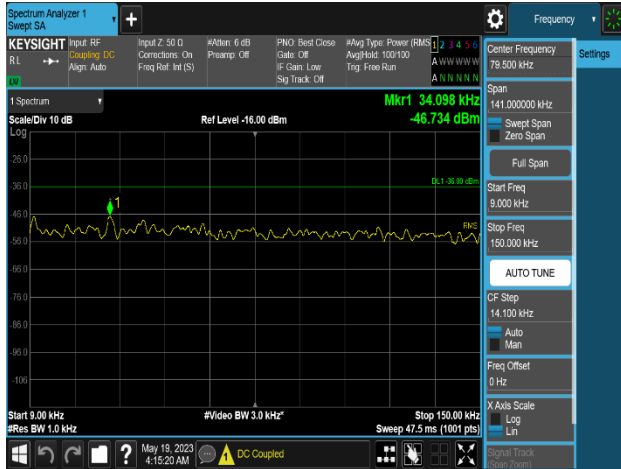 Spectrum Analyzer 1
Swept SA
Frequency
KEYSIGHT
RL
Input: RF
Coupling: DC
Align: Auto
Input Z: 50 Ω
Corrections: On
Freq Ref: Int (S)
#Atten: 6 dB
Preamp: Off
PNO: Best Close
Gate: Off
IF Gain: Low
Sig Track: Off
#Avg Type: Power (RMS
Avg|Hold: 100/100
Trig: Free Run
1 2 3 4 5 6
A W W W W W
A N N N N N
1 Spectrum
Scale/Div 10 dB
Ref Level -16.00 dBm
Mkr1 34.098 kHz
-46.734 dBm
Log
-26.0
-36.0
-46.0
-56.0
-66.0
-76.0
-86.0
-96.0
-106
DL1 -36.00 dBm
1
RMS
Start 9.00 kHz
#Video BW 3.0 kHz*
Stop 150.00 kHz
#Res BW 1.0 kHz
Sweep 47.5 ms (1001 pts)
Center Frequency
79.500 kHz
Settings
Span
141.000000 kHz
Swept Span
Zero Span
Full Span
Start Freq
9.000 kHz
Stop Freq
150.000 kHz
AUTO TUNE
CF Step
14.100 kHz
Auto
Man
Freq Offset
0 Hz
X Axis Scale
Log
Lin
Signal Track
(Span Zoom)
May 19, 2023
4:15:20 AM
DC Coupled